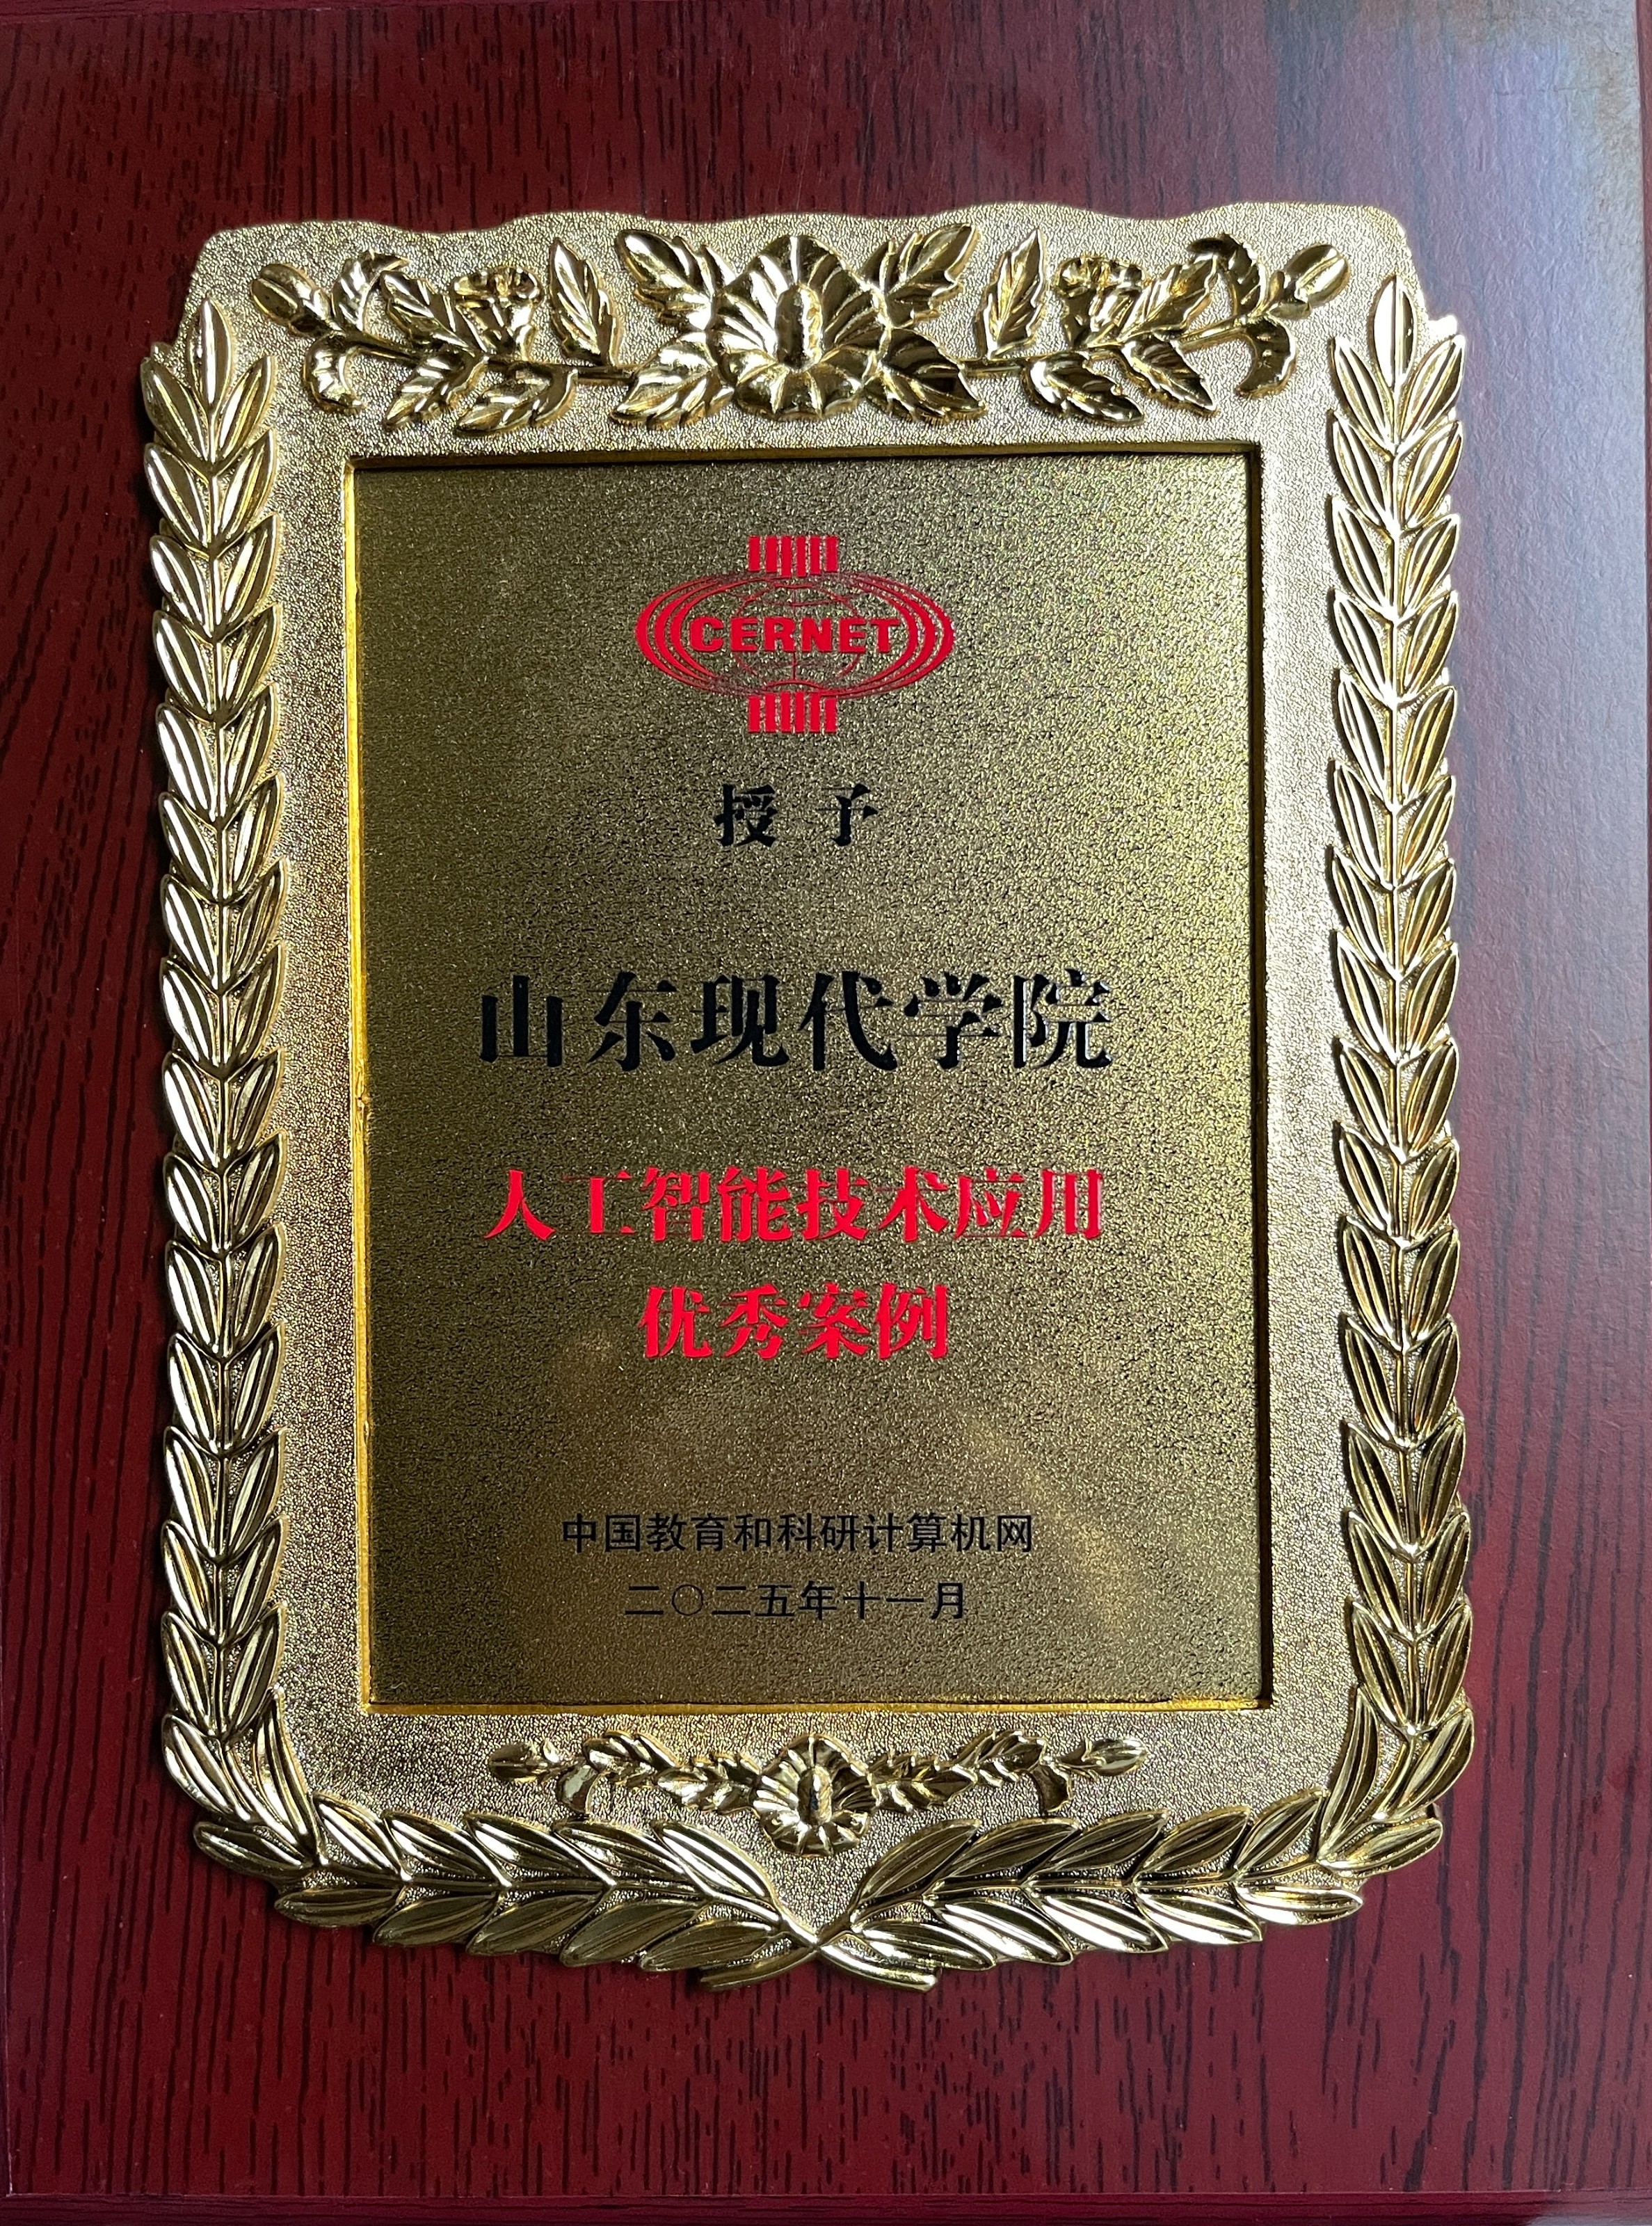 CERNET
授予
山东现代学院
人工智能技术应用
优秀案例
中国教育和科研计算机网
二〇二五年十一月